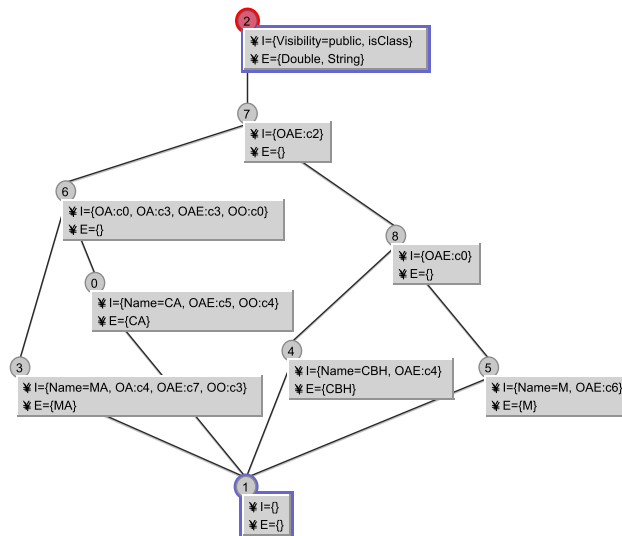 2
¥ I={Visibility=public, isClass}
¥ E={Double, String}
7
¥ I={OAE:c2}
¥ E={}
6
¥ I={OA:c0, OA:c3, OAE:c3, OO:c0}
¥ E={}
8
¥ I={OAE:c0}
¥ E={}
0
¥ I={Name=CA, OAE:c5, OO:c4}
¥ E={CA}
3
¥ I={Name=MA, OA:c4, OAE:c7, OO:c3}
¥ E={MA}
4
¥ I={Name=CBH, OAE:c4}
¥ E={CBH}
5
¥ I={Name=M, OAE:c6}
¥ E={M}
1
¥ I={}
¥ E={}